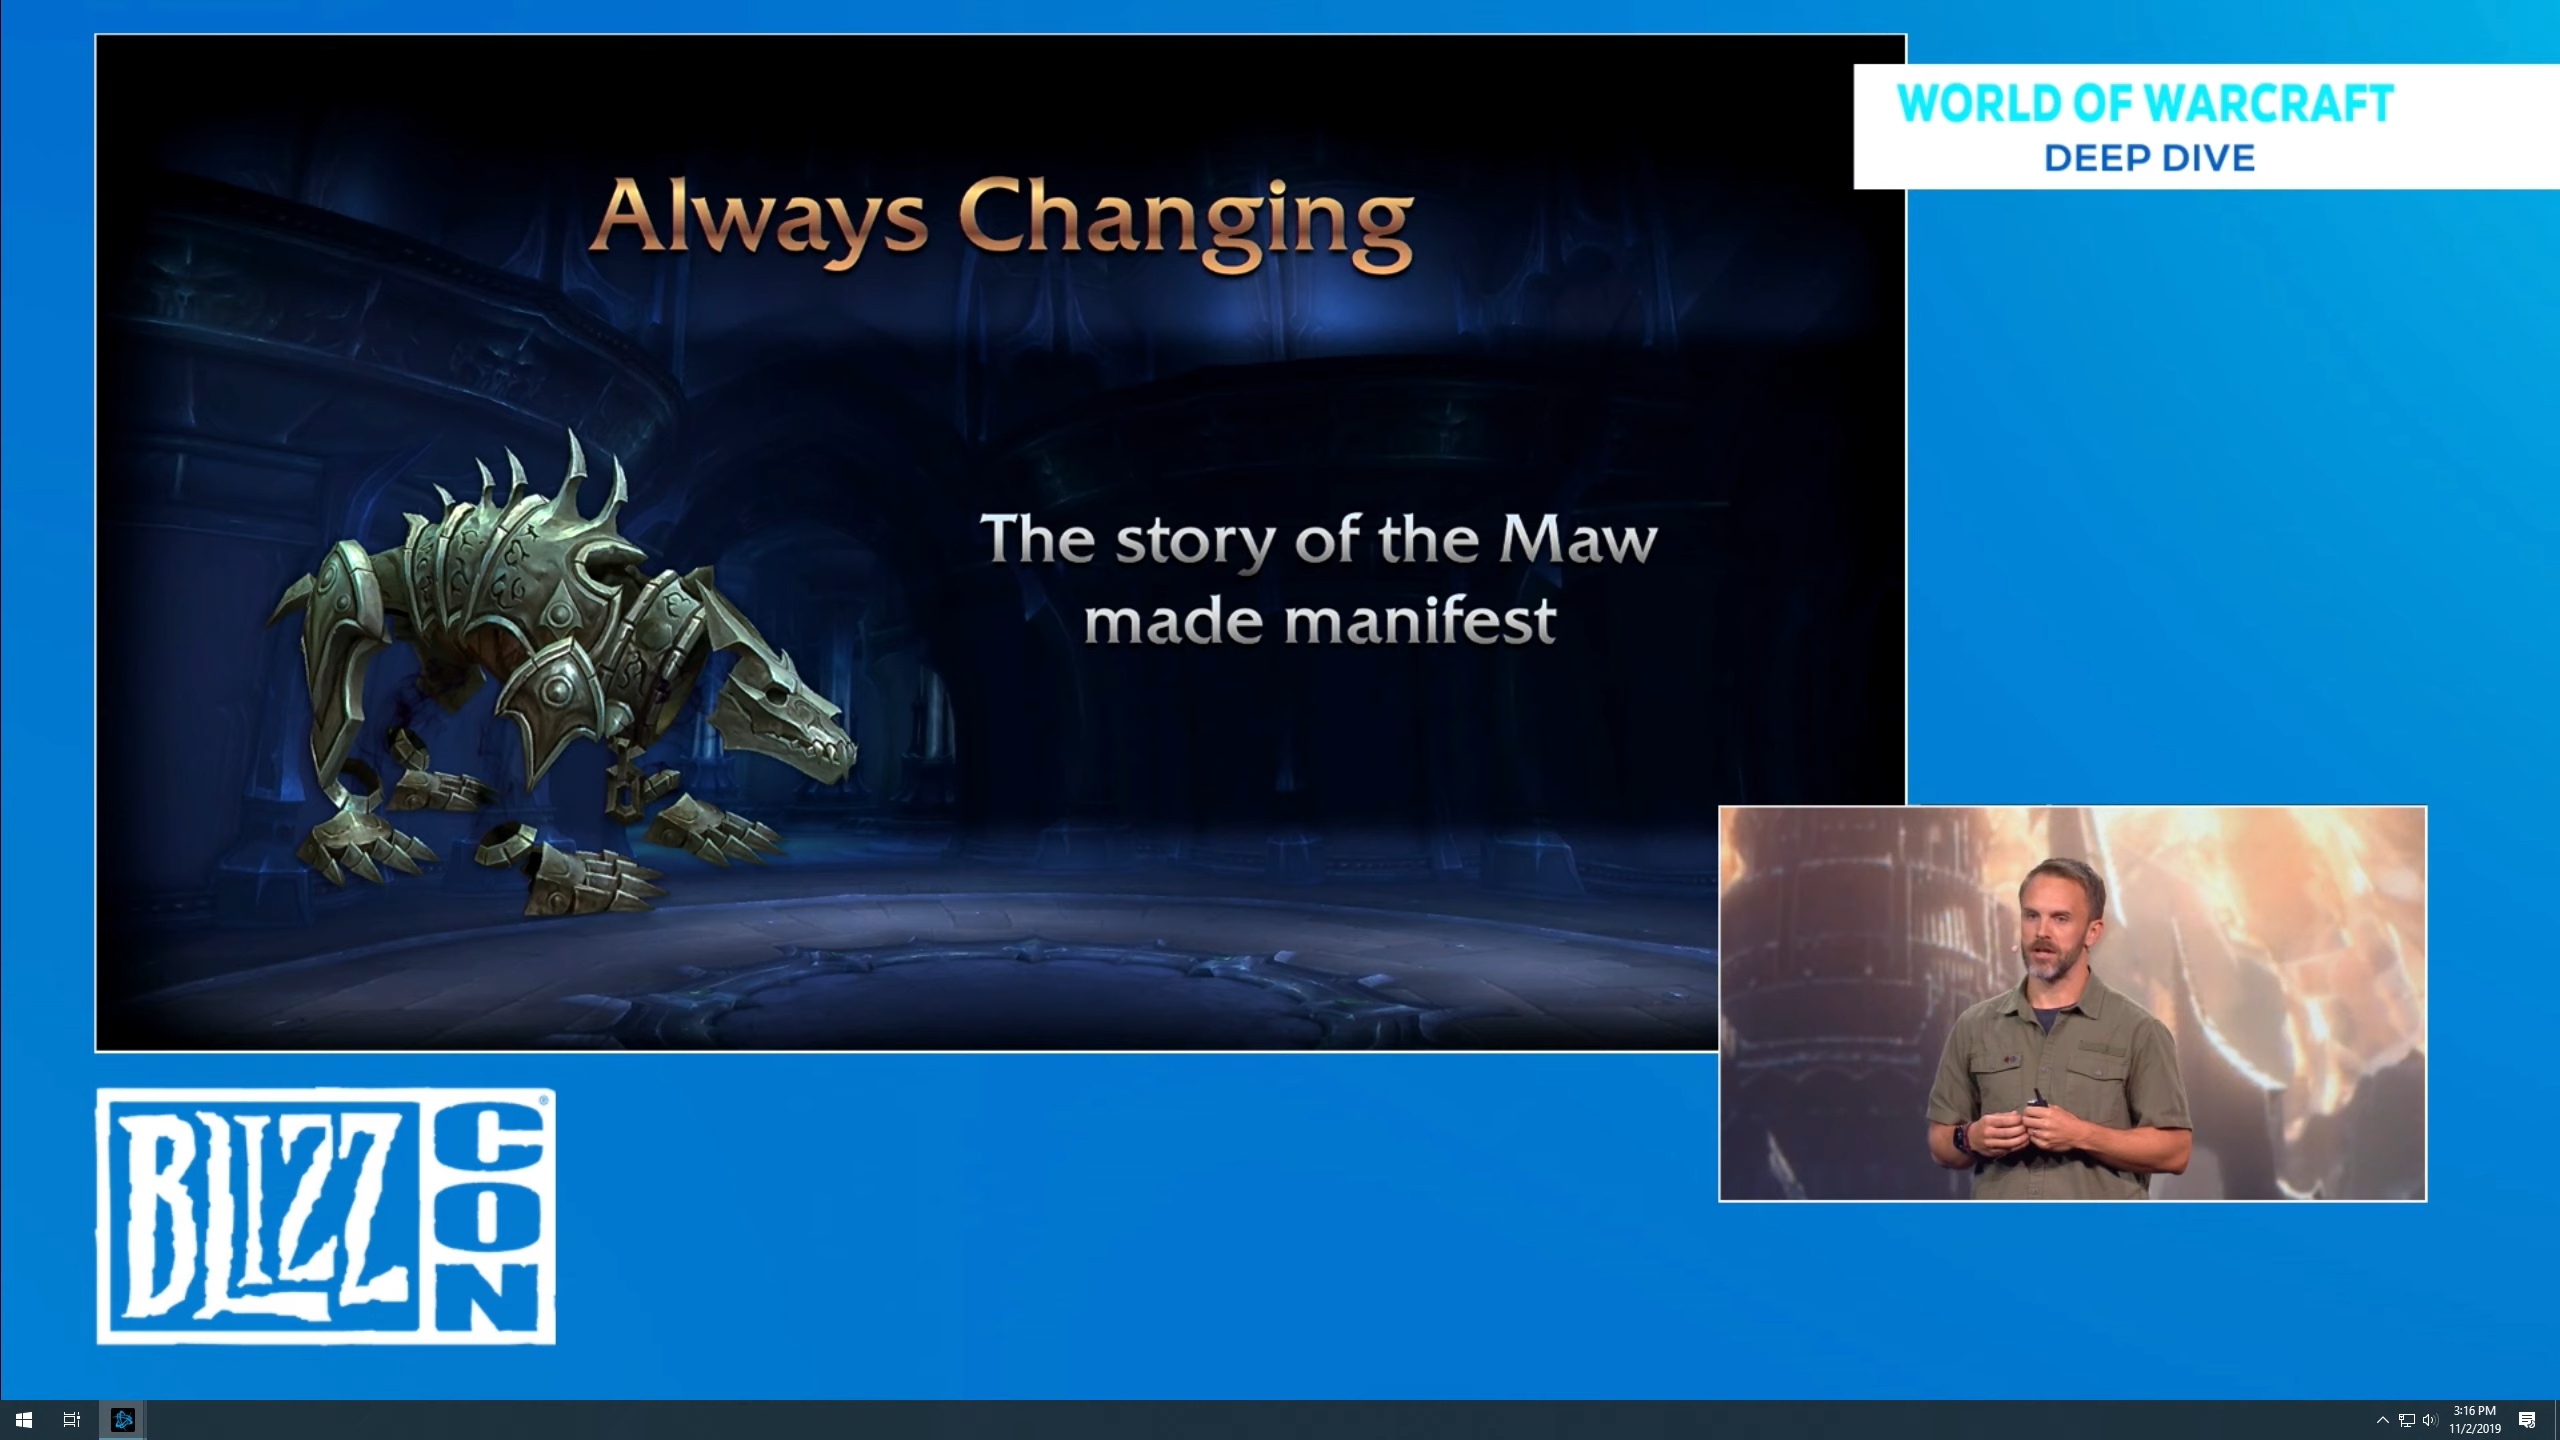 WORLD OF WARCRAFT
DEEP DIVE
Always Changing
The story of the Maw
made manifest
BLIZZ
CON
®
3:16 PM
11/2/2019